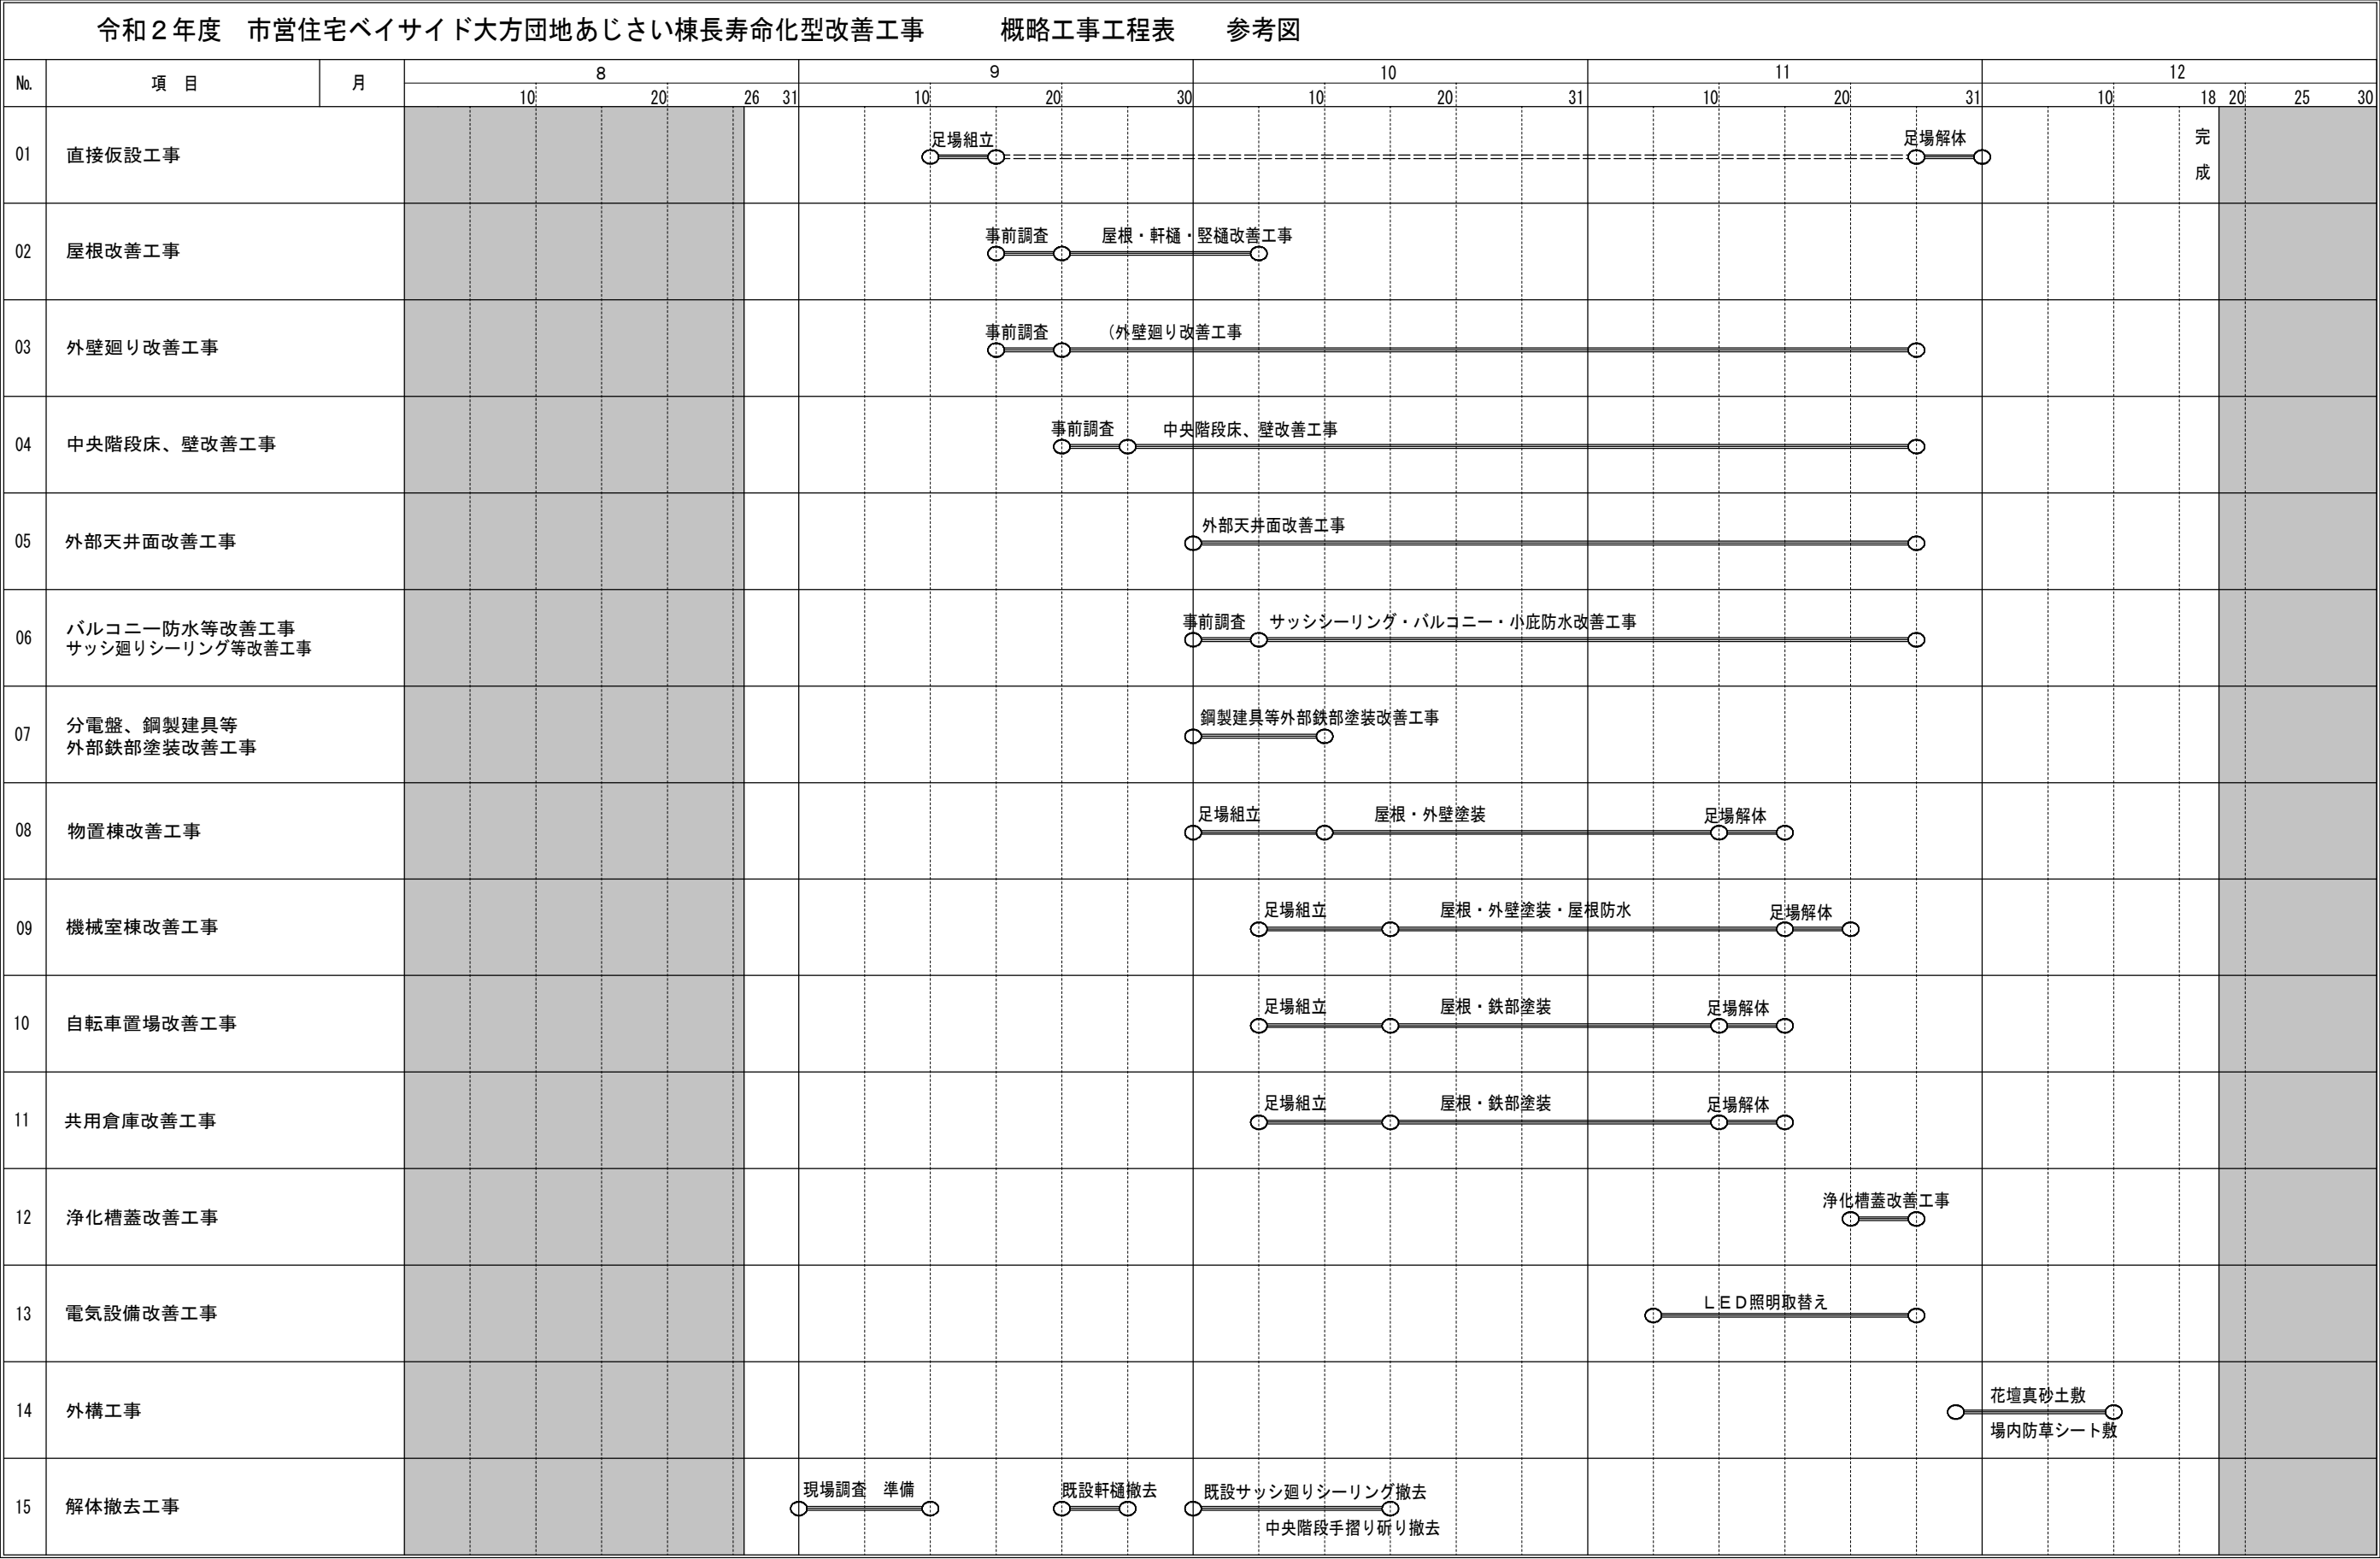 令和２年度　市営住宅ベイサイド大方団地あじさい棟長寿命化型改善工事　　　概略工事工程表　　参考図
No.　項　目　月　8　9　10　11　12
10　20　26　31　10　20　30　10　20　31　10　20　31　10　18　20　25　30
01　直接仮設工事　足場組立　足場解体　完
成
02　屋根改善工事　事前調査　屋根・軒樋・竪樋改善工事
03　外壁廻り改善工事　事前調査　（外壁廻り改善工事
04　中央階段床、壁改善工事　事前調査　中央階段床、壁改善工事
05　外部天井面改善工事　外部天井面改善工事
06　バルコニー防水等改善工事　事前調査　サッシシーリング・バルコニー・小庇防水改善工事
サッシ廻りシーリング等改善工事
07　分電盤、鋼製建具等　鋼製建具等外部鉄部塗装改善工事
外部鉄部塗装改善工事
08　物置棟改善工事　足場組立　屋根・外壁塗装　足場解体
09　機械室棟改善工事　足場組立　屋根・外壁塗装・屋根防水　足場解体
10　自転車置場改善工事　足場組立　屋根・鉄部塗装　足場解体
11　共用倉庫改善工事　足場組立　屋根・鉄部塗装　足場解体
12　浄化槽蓋改善工事　浄化槽蓋改善工事
13　電気設備改善工事　ＬＥＤ照明取替え
14　外構工事　花壇真砂土敷
場内防草シート敷
15　解体撤去工事　現場調査　準備　既設軒樋撤去　既設サッシ廻りシーリング撤去
中央階段手摺り斫り撤去